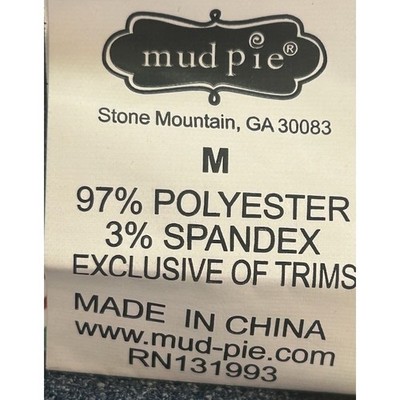 mud pie®
Stone Mountain, GA 30083
M
97% POLYESTER
3% SPANDEX
EXCLUSIVE OF TRIMS
MADE IN CHINA
www.mud-pie.com
RN131993